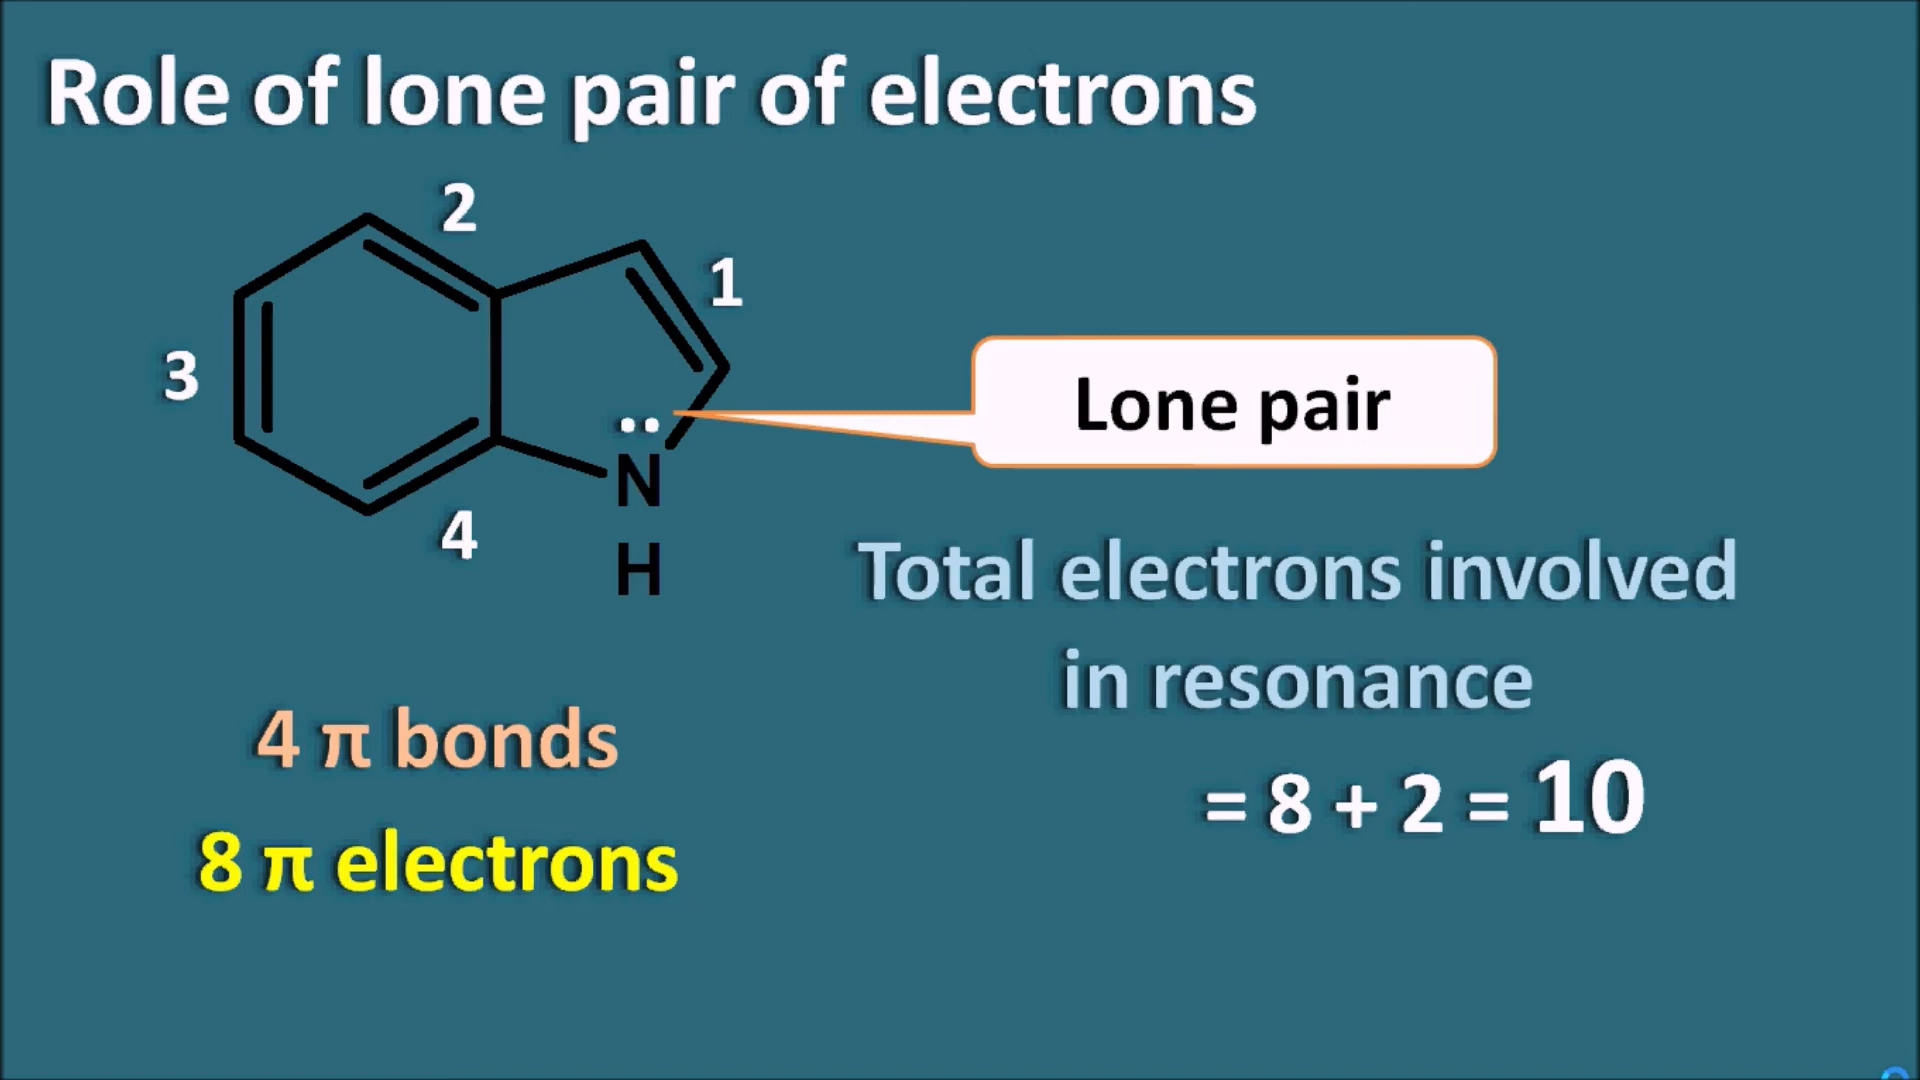 Role of lone pair of electrons
2
1
3
Lone pair
··
N
4
H
Total electrons involved
in resonance
4 π bonds
= 8 + 2 = 10
8 π electrons